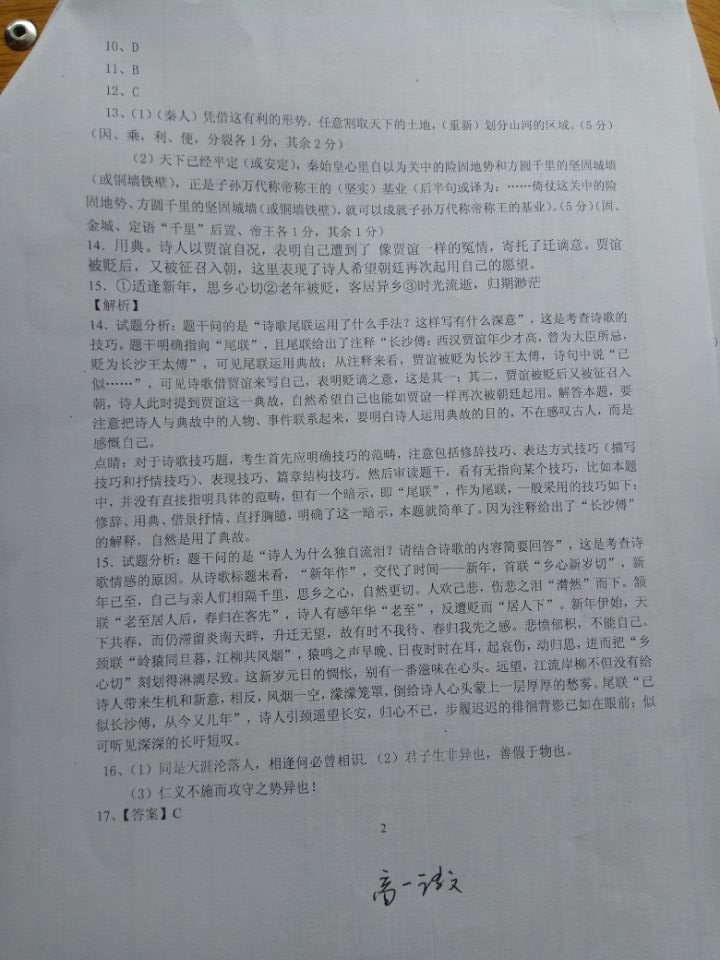 10、D
11、B
12、C
13、(1)(秦人)凭借这有利的形势，任意割取天下的土地，(重新)划分山河的区域。(5分)
(因、乘，利、便，分裂各1分，其余2分)
(2)天下已经平定(或安定)，秦始皇心里自以为关中的险固地势和方圆千里的坚固城墙
(或铜墙铁壁)，正是子孙万代称帝称王的(坚实)基业(后半句或译为：……倚仗这关中的险
固地势、方圆千里的坚固城墙(或铜墙铁壁)，就可以成就子孙万代称帝称王的基业)。(5分)(固、
金城、定语“千里”后置、帝王各1分，其余1分)
14．用典。诗人以贾谊自况，表明自己遭到了 像贾谊一样的冤情，寄托了迁谪意。贾谊
被贬后，又被征召入朝，这里表现了诗人希望朝廷再次起用自己的愿望。
15．①适逢新年，思乡心切②老年被贬，客居异乡③时光流逝，归期渺茫
【解析】
14．试题分析：题干问的是“诗歌尾联运用了什么手法？这样写有什么深意”，这是考查诗歌的
技巧。题干明确指向“尾联”，且尾联给出了注释“长沙傅：西汉贾谊年少才高，曾为大臣所忌，
贬为长沙王太傅”，可见尾联运用典故；从注释来看，贾谊被贬为长沙王太傅，诗句中说“已
似……”，可见诗歌借贾谊来写自己，表明贬谪之意，这是其一；其二，贾谊被贬后又被征召入
朝，诗人此时提到贾谊这一典故，自然希望自己也能如贾谊一样再次被朝廷起用。解答本题，要
注意把诗人与典故中的人物、事件联系起来，要明白诗人运用典故的目的，不在感叹古人，而是
感慨自己。
点睛：对于诗歌技巧题，考生首先应明确技巧的范畴，注意包括修辞技巧、表达方式技巧(描写
技巧和抒情技巧)、表现技巧、篇章结构技巧。然后审读题干，看有无指向某个技巧，比如本题
中，并没有直接指明具体的范畴，但有一个暗示，即“尾联”，作为尾联，一般采用的技巧如下：
修辞、用典、借景抒情、直抒胸臆，明确了这一暗示，本题就简单了。因为注释给出了“长沙傅”
的解释，自然是用了典故。
15．试题分析：题干问的是“诗人为什么独自流泪？请结合诗歌的内容简要回答”，这是考查诗
歌情感的原因。从诗歌标题来看，“新年作”，交代了时间——新年，首联“乡心新岁切”，新
年已至，自己与亲人们相隔千里，思乡之心，自然更切。人欢己悲，伤悲之泪“潸然”而下。颔
联“老至居人后，春归在客先”，诗人有感年华“老至”，反遭贬而“居人下”。新年伊始，天
下共春，而仍滞留炎南天畔，升迁无望，故有时不我待、春归我先之感。悲愤郁积，不能自己。
颈联“岭猿同旦暮，江柳共风烟”，猿鸣之声早晚、日夜时时在耳，起哀伤，动归思，进而把“乡
心切”刻划得淋漓尽致。这新岁元日的惆怅，别有一番滋味在心头。远望，江流岸柳不但没有给
诗人带来生机和新意，相反，风烟一空，濛濛笼罩，倒给诗人心头蒙上一层厚厚的愁雾。尾联“已
似长沙傅，从今又几年”，诗人引颈遥望长安，归心不已，步履迟迟的徘徊背影已如在眼前；似
可听见深深的长吁短叹。
16、(1) 同是天涯沦落人，相逢何必曾相识.(2) 君子生非异也，善假于物也。
(3) 仁义不施而攻守之势异也！
17、【答案】C
2
高一语文